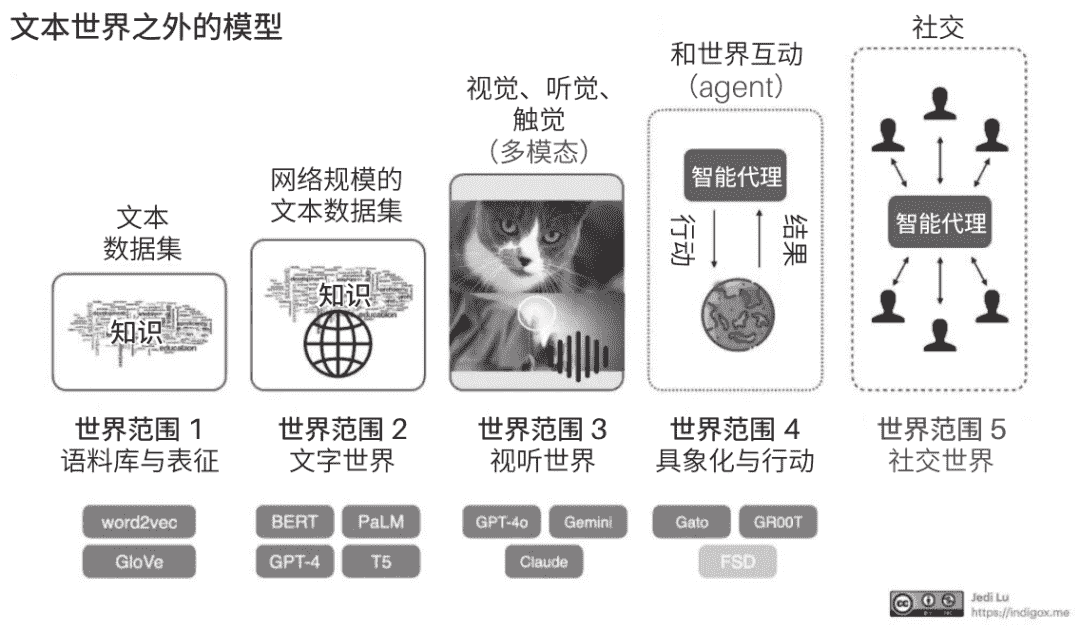 文本世界之外的模型
文本
数据集
知识
education
世界范围 1
语料库与表征
word2vec
GloVe
网络规模的
文本数据集
知识
education
世界范围 2
文字世界
BERT
PaLM
GPT-4
T5
视觉、听觉、
触觉
（多模态）
世界范围 3
视听世界
GPT-4o
Gemini
Claude
和世界互动
（agent）
智能代理
行动
结果
世界范围 4
具象化与行动
Gato
GR00T
FSD
社交
智能代理
世界范围 5
社交世界
cc
Jedi Lu
https://indigox.me